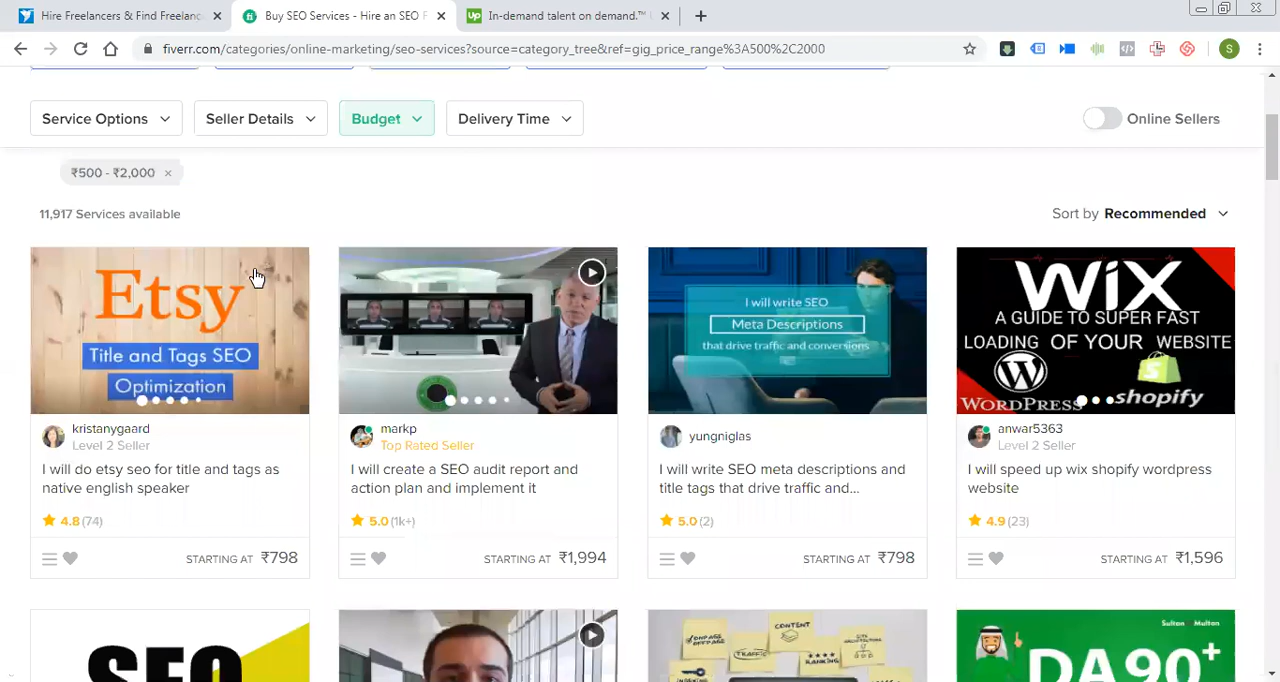 Hire Freelancers & Find Freelanc
Buy SEO Services - Hire an SEO F
Up In-demand talent on demand.™
fiverr.com/categories/online-marketing/seo-services?source=category_tree&ref=gig_price_range%3A500%2C2000
S
Service Options
Seller Details
Budget
Delivery Time
Online Sellers
₹500 - ₹2,000 ×
11,917 Services available
Sort by Recommended
Etsy
Title and Tags SEO
Optimization
kristanygaard
Level 2 Seller
I will do etsy seo for title and tags as
native english speaker
4.8 (74)
STARTING AT ₹798
markp
Top Rated Seller
I will create a SEO audit report and
action plan and implement it
5.0 (1k+)
STARTING AT ₹1,994
I will write SEO
Meta Descriptions
that drive traffic and conversions
yungniglas
I will write SEO meta descriptions and
title tags that drive traffic and...
5.0 (2)
STARTING AT ₹798
WiX
A GUIDE TO SUPER FAST
LOADING OF YOUR WEBSITE
WORDPRESS
shopify
anwar5363
Level 2 Seller
I will speed up wix shopify wordpress
website
4.9 (23)
STARTING AT ₹1,596
SEO
CONTENT
TRAFFIC
RANKING
Sultan Multan
DA90+